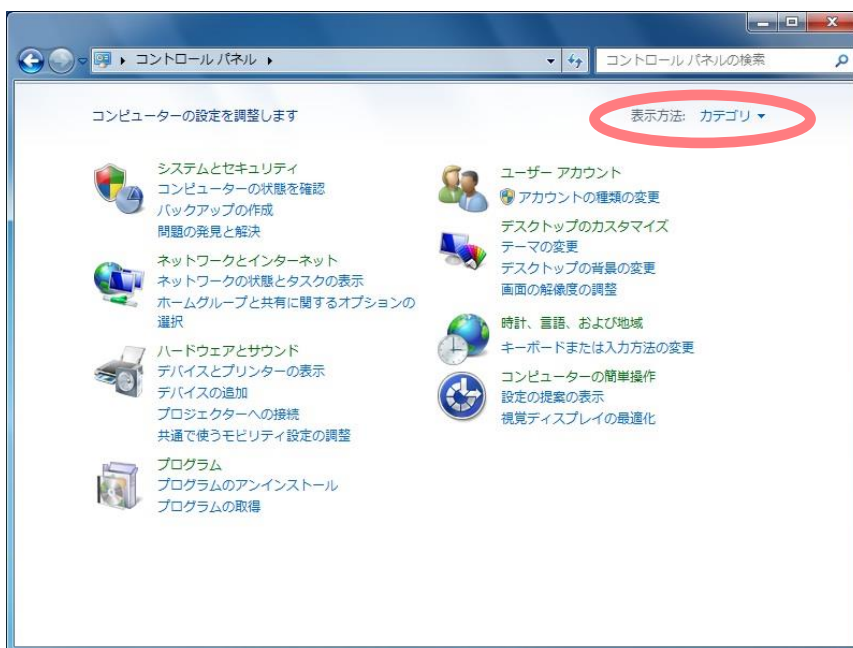 コントロール パネル
コントロール パネルの検索
コンピューターの設定を調整します
表示方法: カテゴリ
システムとセキュリティ
コンピューターの状態を確認
バックアップの作成
問題の発見と解決
ネットワークとインターネット
ネットワークの状態とタスクの表示
ホームグループと共有に関するオプションの
選択
ハードウェアとサウンド
デバイスとプリンターの表示
デバイスの追加
プロジェクターへの接続
共通で使うモビリティ設定の調整
プログラム
プログラムのアンインストール
プログラムの取得
ユーザー アカウント
アカウントの種類の変更
デスクトップのカスタマイズ
テーマの変更
デスクトップの背景の変更
画面の解像度の調整
時計、言語、および地域
キーボードまたは入力方法の変更
コンピューターの簡単操作
設定の提案の表示
視覚ディスプレイの最適化